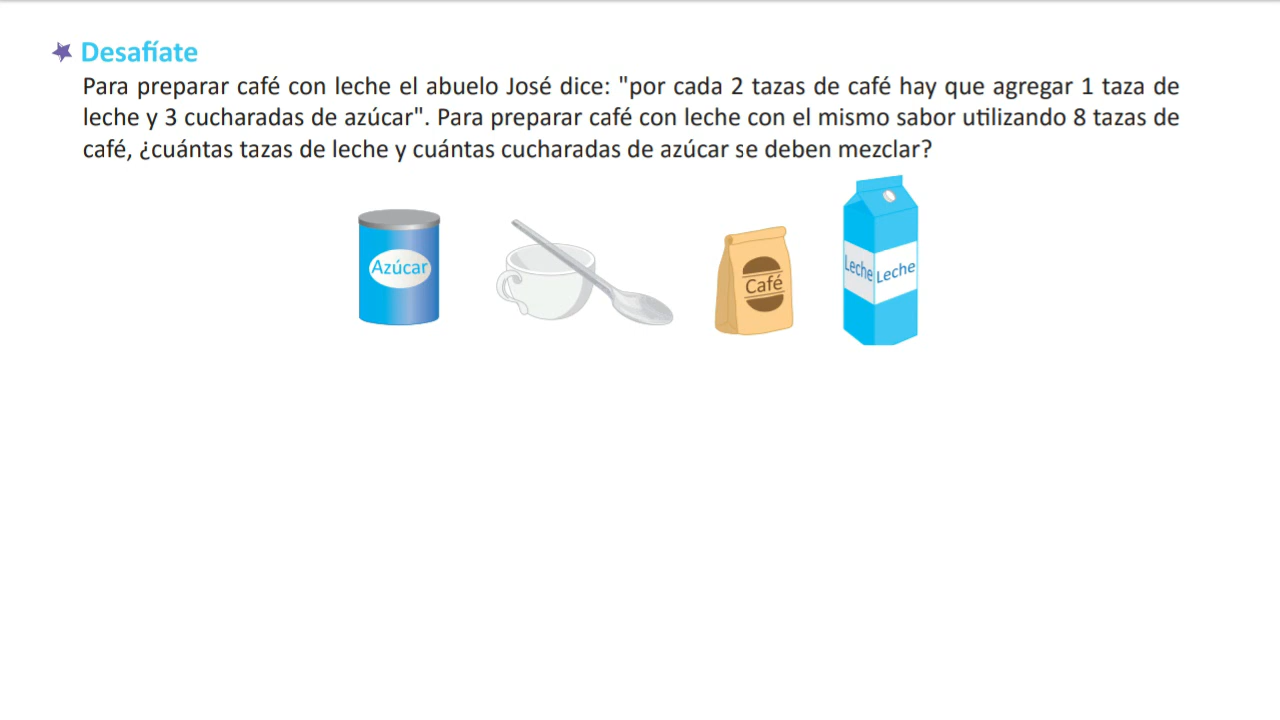 Desafíate
Para preparar café con leche el abuelo José dice: "por cada 2 tazas de café hay que agregar 1 taza de
leche y 3 cucharadas de azúcar". Para preparar café con leche con el mismo sabor utilizando 8 tazas de
café, ¿cuántas tazas de leche y cuántas cucharadas de azúcar se deben mezclar?
Azúcar
Café
Leche Leche